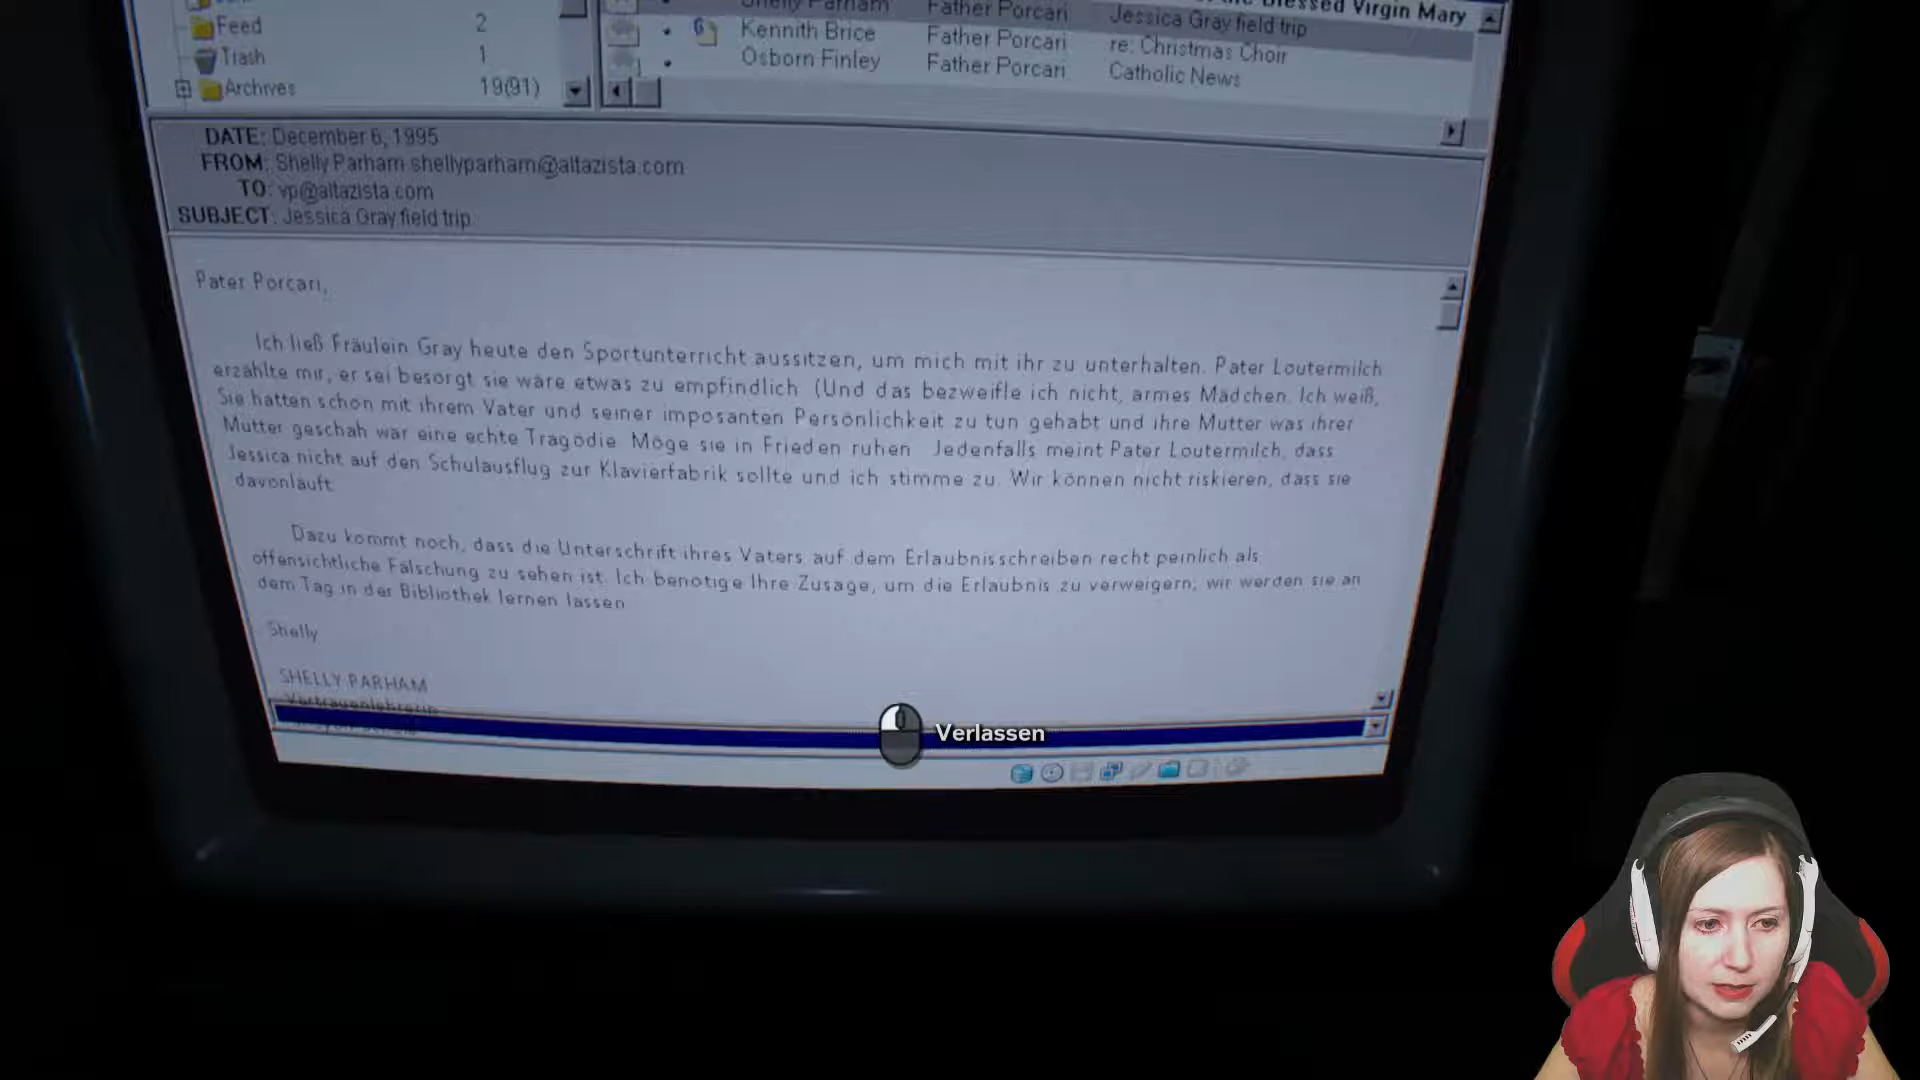 Blessed Virgin Mary
Shelly Parham Father Porcari Jessica Gray field trip
Feed 2
Kennith Brice Father Porcari re: Christmas Choir
Trash 1
Osborn Finley Father Porcari Catholic News
Archives 19(91)
DATE: December 6, 1995
FROM: Shelly Parham shellyparham@altazista.com
TO: vp@altazista.com
SUBJECT: Jessica Gray field trip
Pater Porcari,
Ich ließ Fräulein Gray heute den Sportunterricht aussitzen, um mich mit ihr zu unterhalten. Pater Loutermilch
erzählte mir, er sei besorgt sie wäre etwas zu empfindlich (Und das bezweifle ich nicht, armes Mädchen. Ich weiß,
Sie hatten schon mit ihrem Vater und seiner imposanten Persönlichkeit zu tun gehabt und ihre Mutter was ihrer
Mutter geschah war eine echte Tragödie. Möge sie in Frieden ruhen. Jedenfalls meint Pater Loutermilch, dass
Jessica nicht auf den Schulausflug zur Klavierfabrik sollte und ich stimme zu. Wir können nicht riskieren, dass sie
davonläuft.
Dazu kommt noch, dass die Unterschrift ihres Vaters auf dem Erlaubnisschreiben recht peinlich als
offensichtliche Fälschung zu sehen ist. Ich benötige Ihre Zusage, um die Erlaubnis zu verweigern; wir werden sie an
dem Tag in der Bibliothek lernen lassen.
Shelly
SHELLY PARHAM
Vertrauenlehrerin
Verlassen